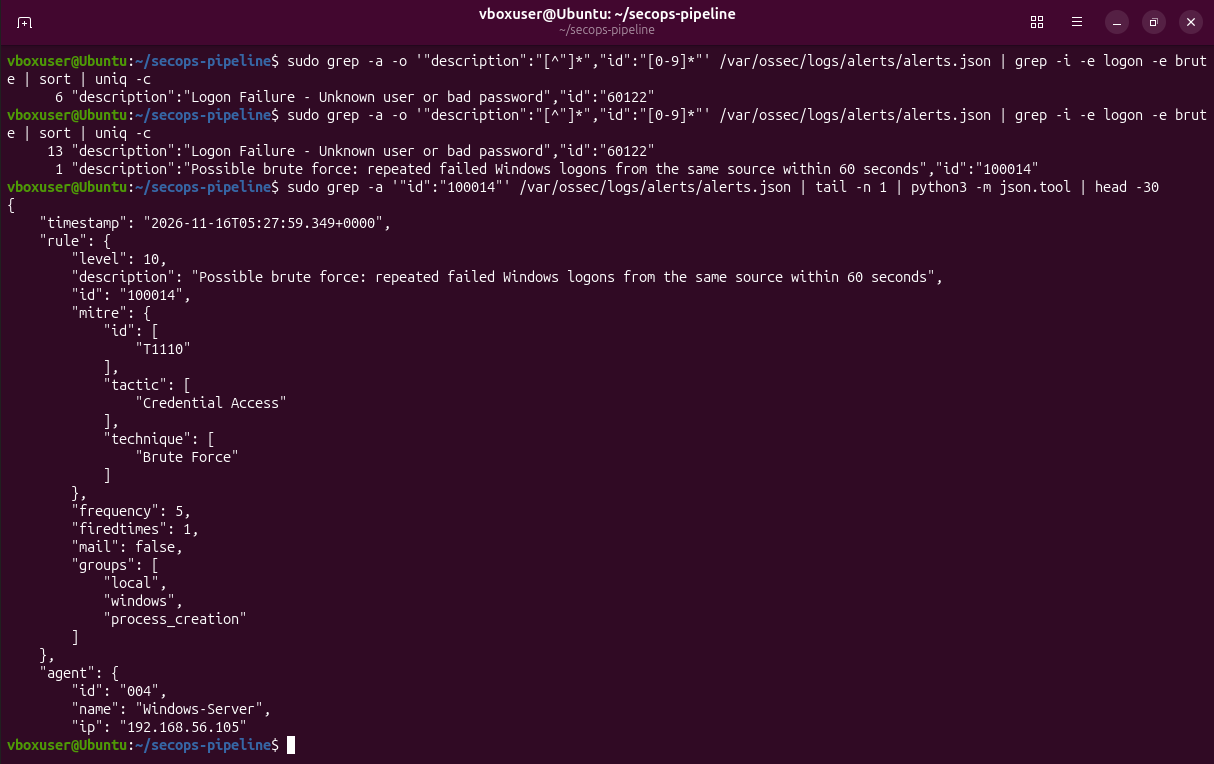 vboxuser@Ubuntu: ~/secops-pipeline
~/secops-pipeline
vboxuser@Ubuntu:~/secops-pipeline$ sudo grep -a -o '"description":"[^"]*","id":"[0-9]*"' /var/ossec/logs/alerts/alerts.json | grep -i -e logon -e brut
e | sort | uniq -c
      6 "description":"Logon Failure - Unknown user or bad password","id":"60122"
vboxuser@Ubuntu:~/secops-pipeline$ sudo grep -a -o '"description":"[^"]*","id":"[0-9]*"' /var/ossec/logs/alerts/alerts.json | grep -i -e logon -e brut
e | sort | uniq -c
     13 "description":"Logon Failure - Unknown user or bad password","id":"60122"
      1 "description":"Possible brute force: repeated failed Windows logons from the same source within 60 seconds","id":"100014"
vboxuser@Ubuntu:~/secops-pipeline$ sudo grep -a '"id":"100014"' /var/ossec/logs/alerts/alerts.json | tail -n 1 | python3 -m json.tool | head -30
{
    "timestamp": "2026-11-16T05:27:59.349+0000",
    "rule": {
        "level": 10,
        "description": "Possible brute force: repeated failed Windows logons from the same source within 60 seconds",
        "id": "100014",
        "mitre": {
            "id": [
                "T1110"
            ],
            "tactic": [
                "Credential Access"
            ],
            "technique": [
                "Brute Force"
            ]
        },
        "frequency": 5,
        "firedtimes": 1,
        "mail": false,
        "groups": [
            "local",
            "windows",
            "process_creation"
        ]
    },
    "agent": {
        "id": "004",
        "name": "Windows-Server",
        "ip": "192.168.56.105"
vboxuser@Ubuntu:~/secops-pipeline$